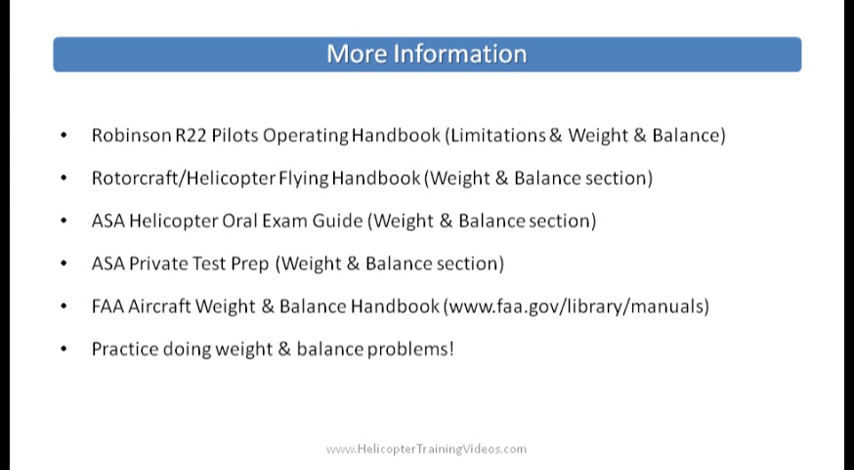 More Information
• Robinson R22 Pilots Operating Handbook (Limitations & Weight & Balance)
• Rotorcraft/Helicopter Flying Handbook (Weight & Balance section)
• ASA Helicopter Oral Exam Guide (Weight & Balance section)
• ASA Private Test Prep (Weight & Balance section)
• FAA Aircraft Weight & Balance Handbook (www.faa.gov/library/manuals)
• Practice doing weight & balance problems!
www.HelicopterTrainingVideos.com